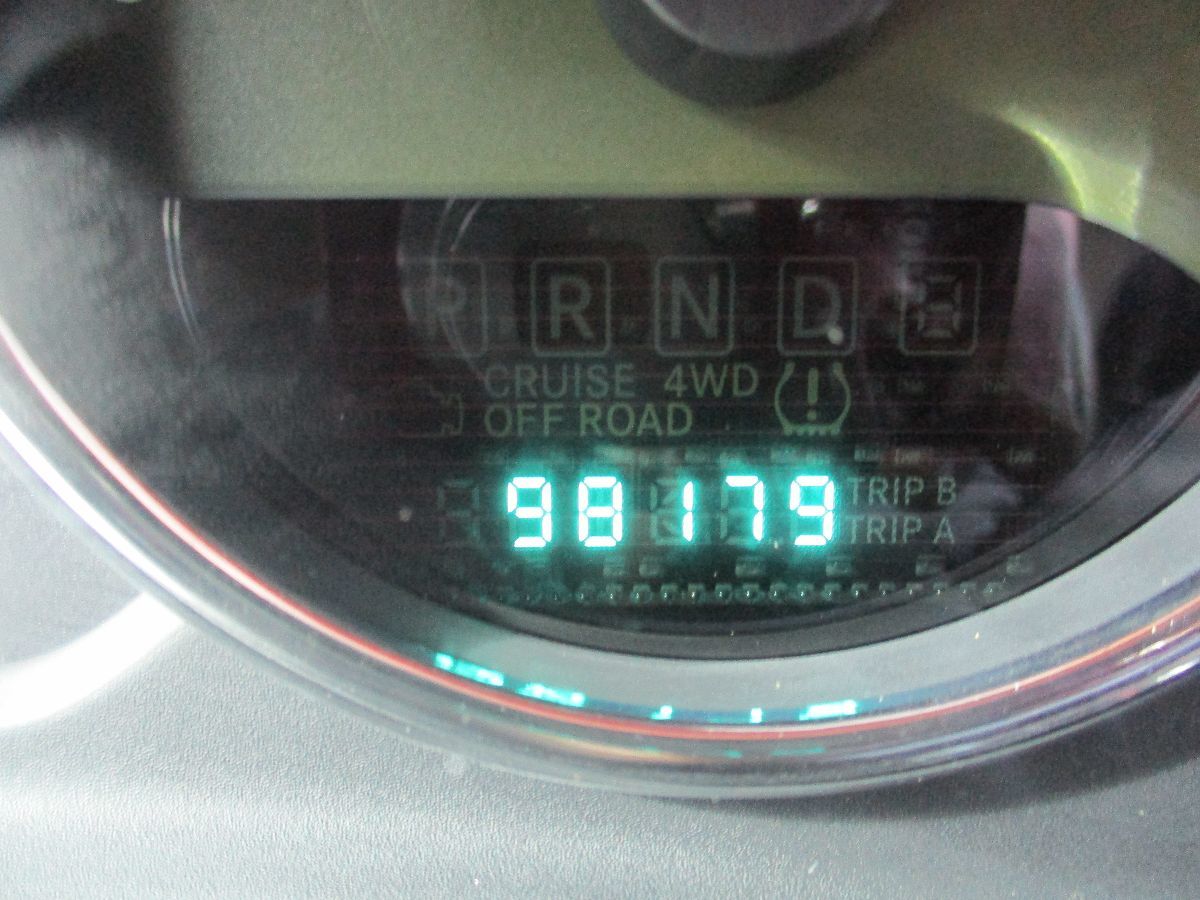 P R N D
CRUISE 4WD
OFF ROAD
98179
TRIP B
TRIP A